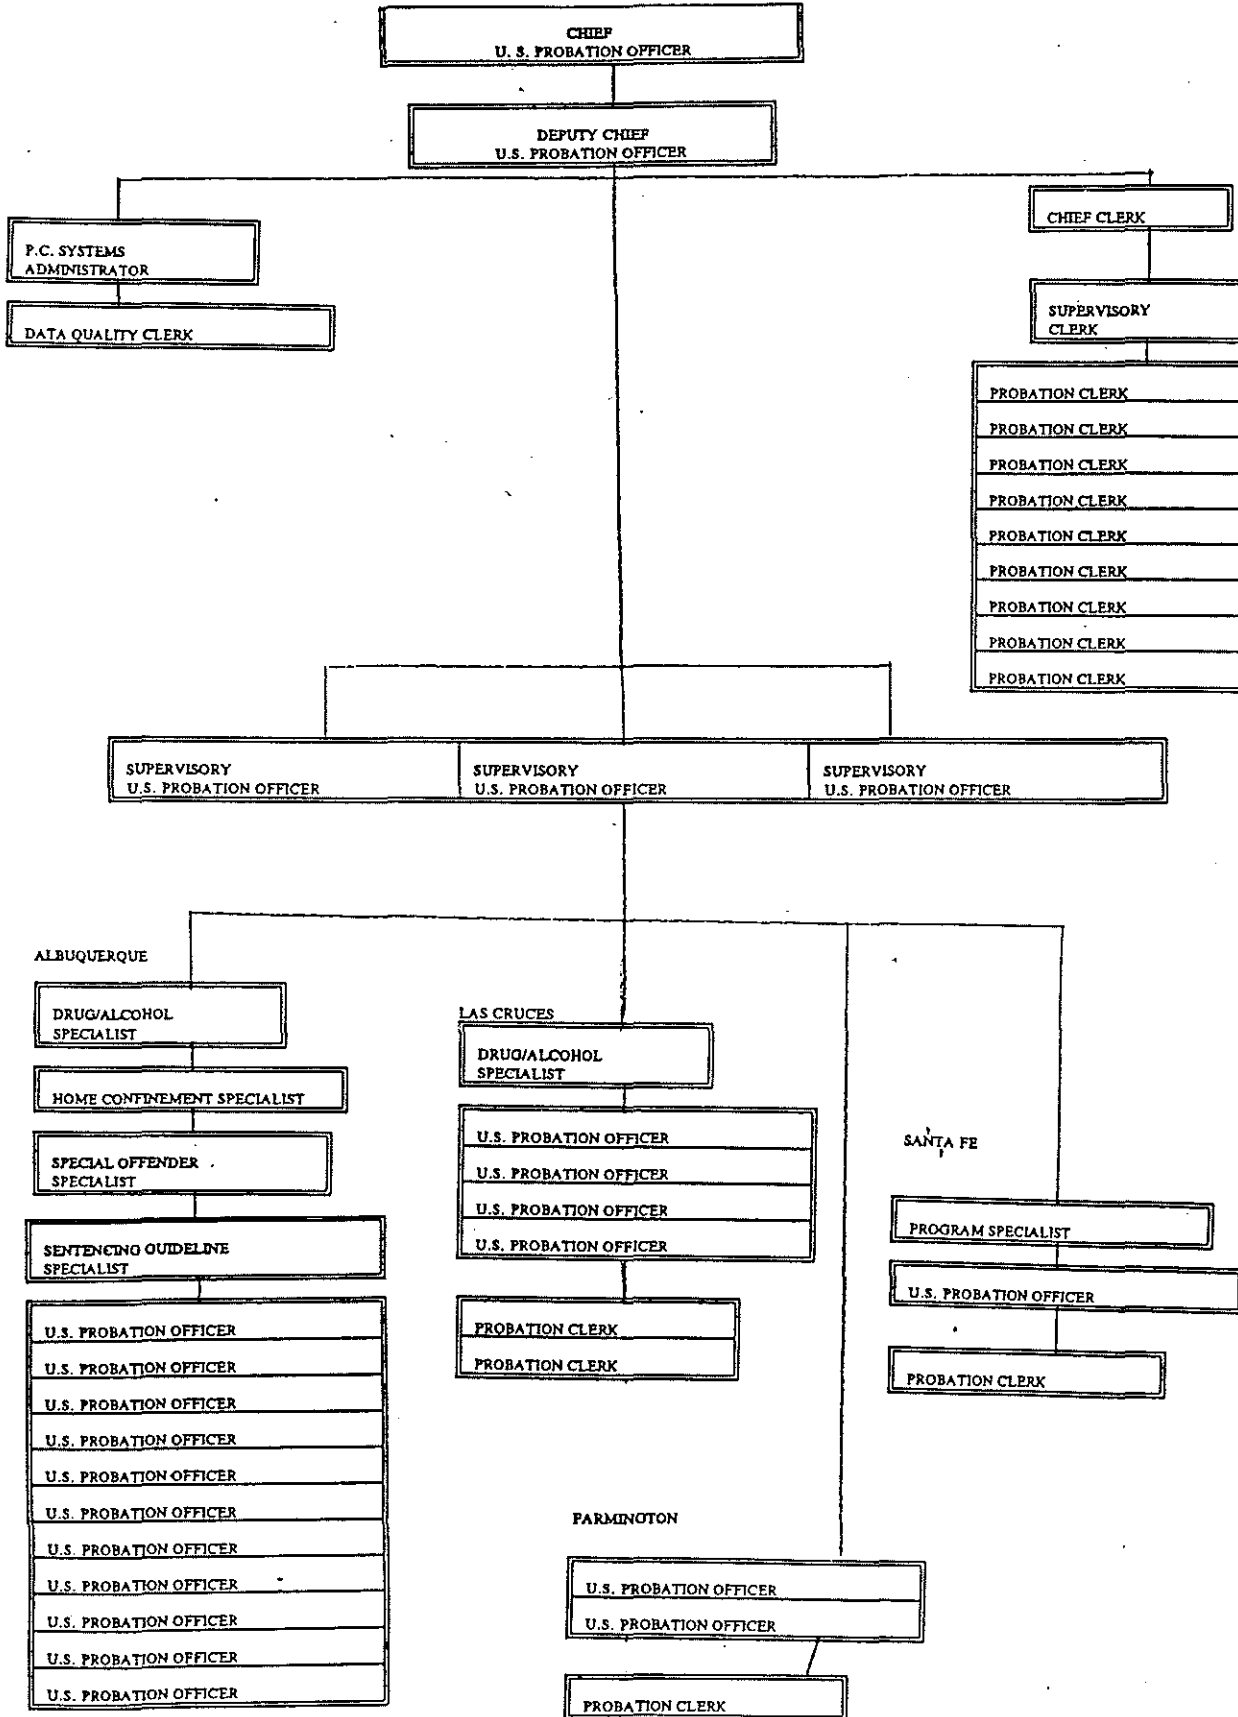 CHIEF
U. S. PROBATION OFFICER
DEPUTY CHIEF
U.S. PROBATION OFFICER
P.C. SYSTEMS
ADMINISTRATOR
DATA QUALITY CLERK
CHIEF CLERK
SUPERVISORY
CLERK
PROBATION CLERK
PROBATION CLERK
PROBATION CLERK
PROBATION CLERK
PROBATION CLERK
PROBATION CLERK
PROBATION CLERK
PROBATION CLERK
PROBATION CLERK
SUPERVISORY
U.S. PROBATION OFFICER
SUPERVISORY
U.S. PROBATION OFFICER
SUPERVISORY
U.S. PROBATION OFFICER
ALBUQUERQUE
DRUG/ALCOHOL
SPECIALIST
HOME CONFINEMENT SPECIALIST
SPECIAL OFFENDER
SPECIALIST
SENTENCING GUIDELINE
SPECIALIST
U.S. PROBATION OFFICER
U.S. PROBATION OFFICER
U.S. PROBATION OFFICER
U.S. PROBATION OFFICER
U.S. PROBATION OFFICER
U.S. PROBATION OFFICER
U.S. PROBATION OFFICER
U.S. PROBATION OFFICER
U.S. PROBATION OFFICER
U.S. PROBATION OFFICER
U.S. PROBATION OFFICER
LAS CRUCES
DRUG/ALCOHOL
SPECIALIST
U.S. PROBATION OFFICER
U.S. PROBATION OFFICER
U.S. PROBATION OFFICER
U.S. PROBATION OFFICER
PROBATION CLERK
PROBATION CLERK
FARMINGTON
U.S. PROBATION OFFICER
U.S. PROBATION OFFICER
PROBATION CLERK
SANTA FE
PROGRAM SPECIALIST
U.S. PROBATION OFFICER
PROBATION CLERK